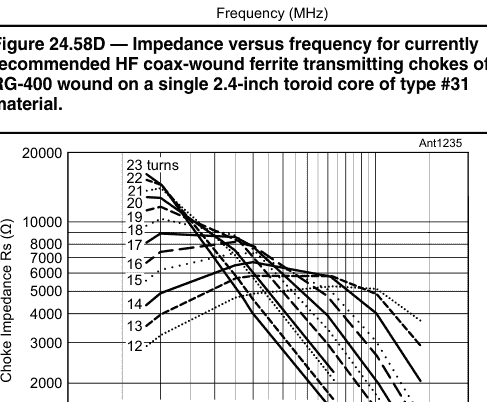 Frequency (MHz)
igure 24.58D — Impedance versus frequency for currently
ecommended HF coax-wound ferrite transmitting chokes of
RG-400 wound on a single 2.4-inch toroid core of type #31
material.
Ant1235
20000
23 turns
22
21
20
19
18
10000
17
8000
7000
16
6000
15
5000
14
4000
13
3000
12
2000
Choke Impedance Rs (Ω)